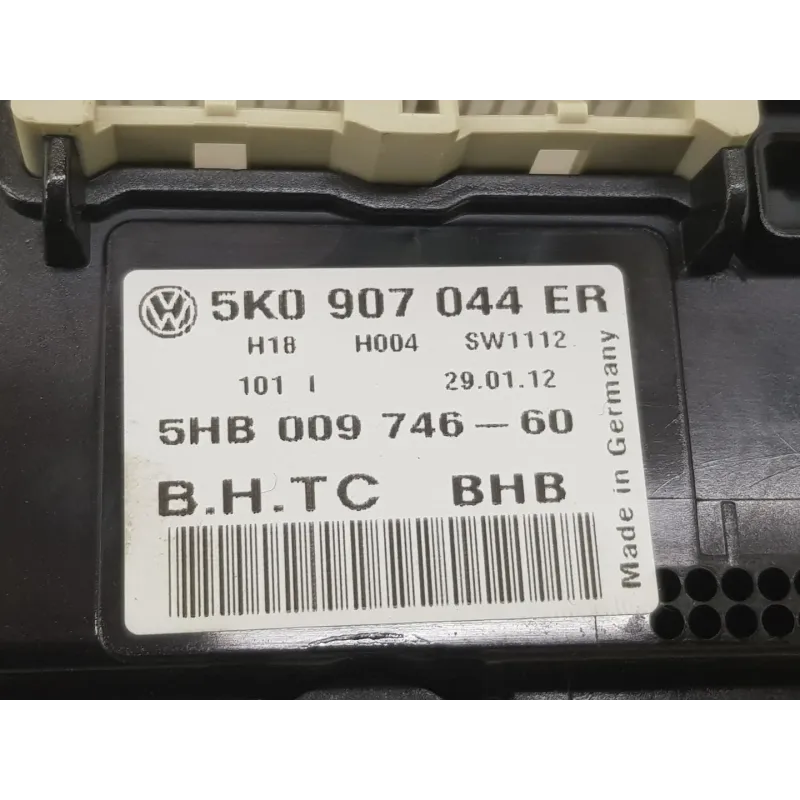 VW 5K0 907 044 ER
H18 H004 SW1112
101 I 29.01.12
5HB 009 746-60
B.H.TC BHB
Made in Germany